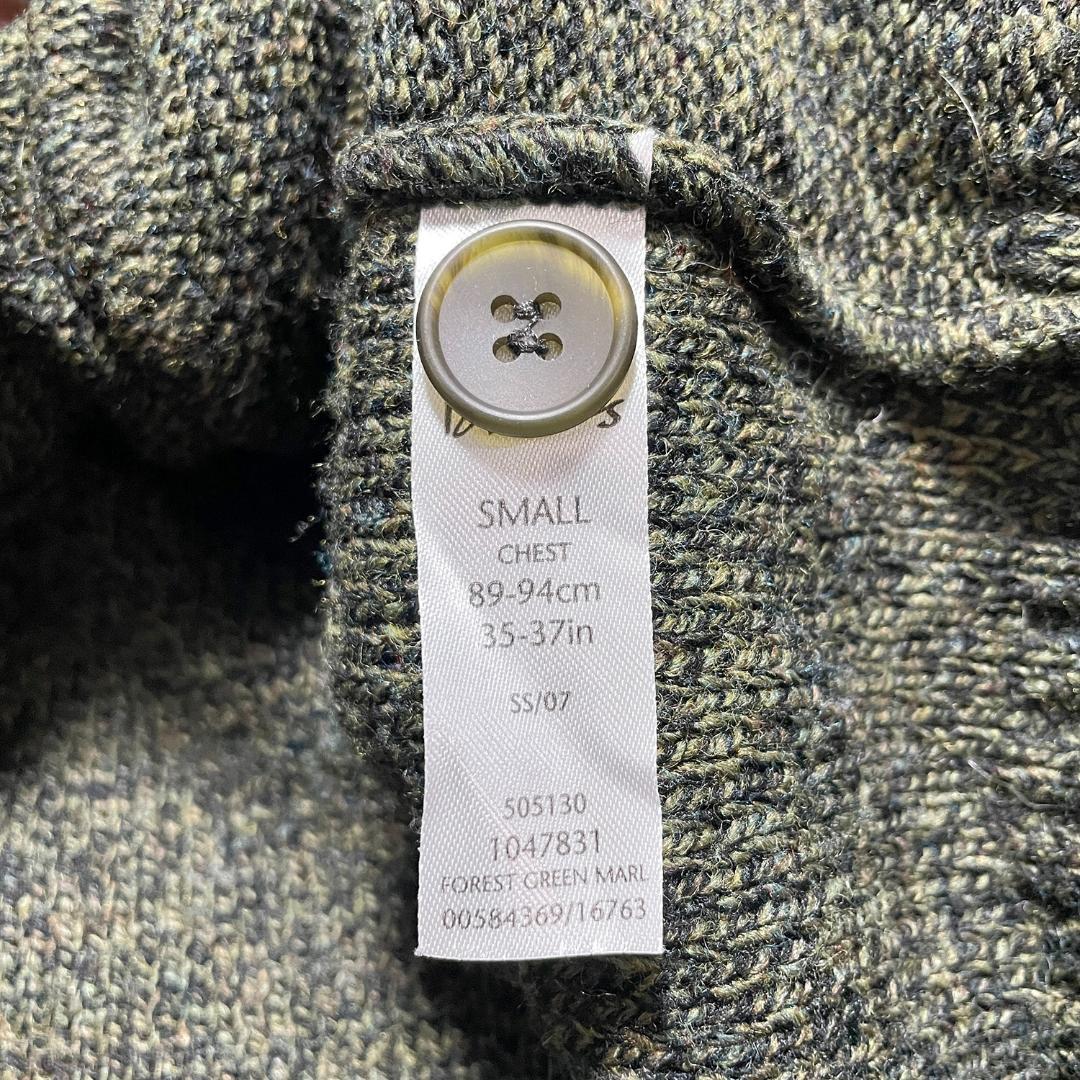 SMALL
CHEST
89-94cm
35-37in
SS/07
505130
1047831
FOREST GREEN MARL
00584369/16763